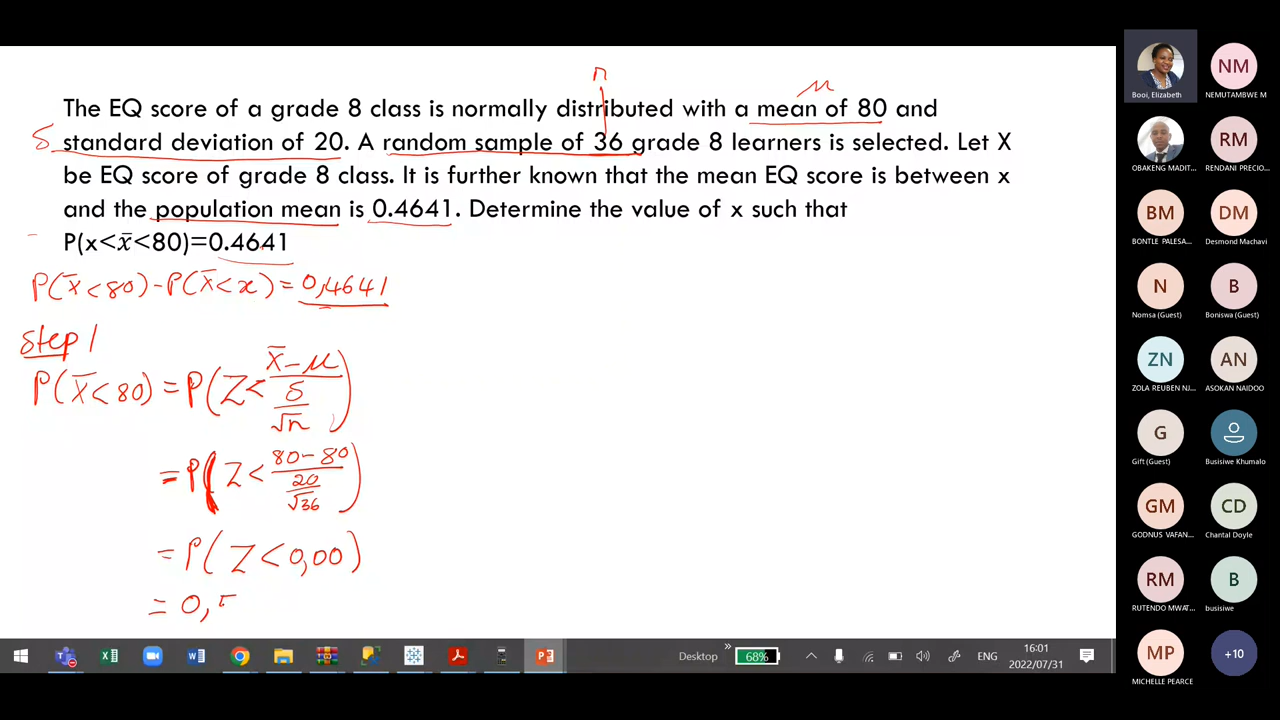 n
μ
The EQ score of a grade 8 class is normally distributed with a mean of 80 and
δ standard deviation of 20. A random sample of 36 grade 8 learners is selected. Let X
be EQ score of grade 8 class. It is further known that the mean EQ score is between x
and the population mean is 0.4641. Determine the value of x such that
P(x<x̄<80)=0.4641
P(x̄<80)-P(x̄<x)=0,4641
Step 1
P(x̄<80) = P(Z< (x̄-μ)/(δ/√n))
= P(Z< (80-80)/(20/√36))
= P(Z<0,00)
= 0,
Booi, Elizabeth
NM
NEMUTAMBWE M
OBAKENG MADIT...
RM
RENDANI PRECIO...
BM
BONTLE PALESA...
DM
Desmond Machavi
N
Nomsa (Guest)
B
Boniswa (Guest)
ZN
ZOLA REUBEN NJ...
AN
ASOKAN NAIDOO
G
Gift (Guest)
Busisiwe Khumalo
GM
GODNUS VAFAN...
CD
Chantal Doyle
RM
RUTENDO MWAT...
B
busisiwe
MP
MICHELLE PEARCE
+10
Desktop
»
68%
ENG
16:01
2022/07/31